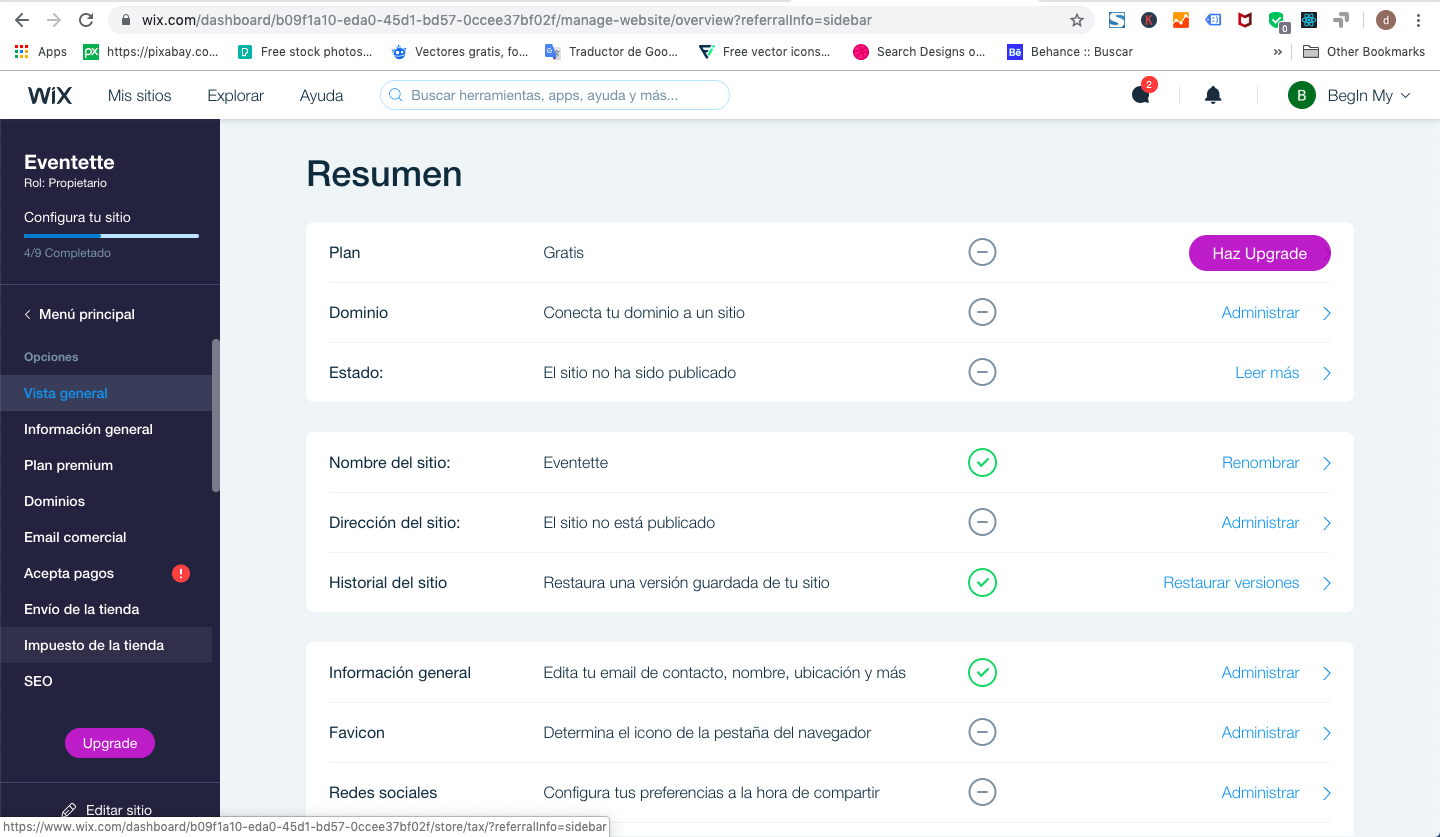 wix.com/dashboard/b09f1a10-eda0-45d1-bd57-0ccee37bf02f/manage-website/overview?referralInfo=sidebar
K
0
d
Apps
px
https://pixabay.co...
Free stock photos...
Vectores gratis, fo...
Traductor de Goo...
Free vector icons...
Search Designs o...
Bē
Behance :: Buscar
»
Other Bookmarks
WiX
Mis sitios
Explorar
Ayuda
Buscar herramientas, apps, ayuda y más...
2
B
BegIn My
Eventette
Rol: Propietario
Configura tu sitio
4/9 Completado
Menú principal
Opciones
Vista general
Información general
Plan premium
Dominios
Email comercial
Acepta pagos
!
Envío de la tienda
Impuesto de la tienda
SEO
Upgrade
Editar sitio
Resumen
Plan Gratis Haz Upgrade
Dominio Conecta tu dominio a un sitio Administrar
Estado: El sitio no ha sido publicado Leer más
Nombre del sitio: Eventette Renombrar
Dirección del sitio: El sitio no está publicado Administrar
Historial del sitio Restaura una versión guardada de tu sitio Restaurar versiones
Información general Edita tu email de contacto, nombre, ubicación y más Administrar
Favicon Determina el icono de la pestaña del navegador Administrar
Redes sociales Configura tus preferencias a la hora de compartir Administrar
https://www.wix.com/dashboard/b09f1a10-eda0-45d1-bd57-0ccee37bf02f/store/tax/?referralInfo=sidebar